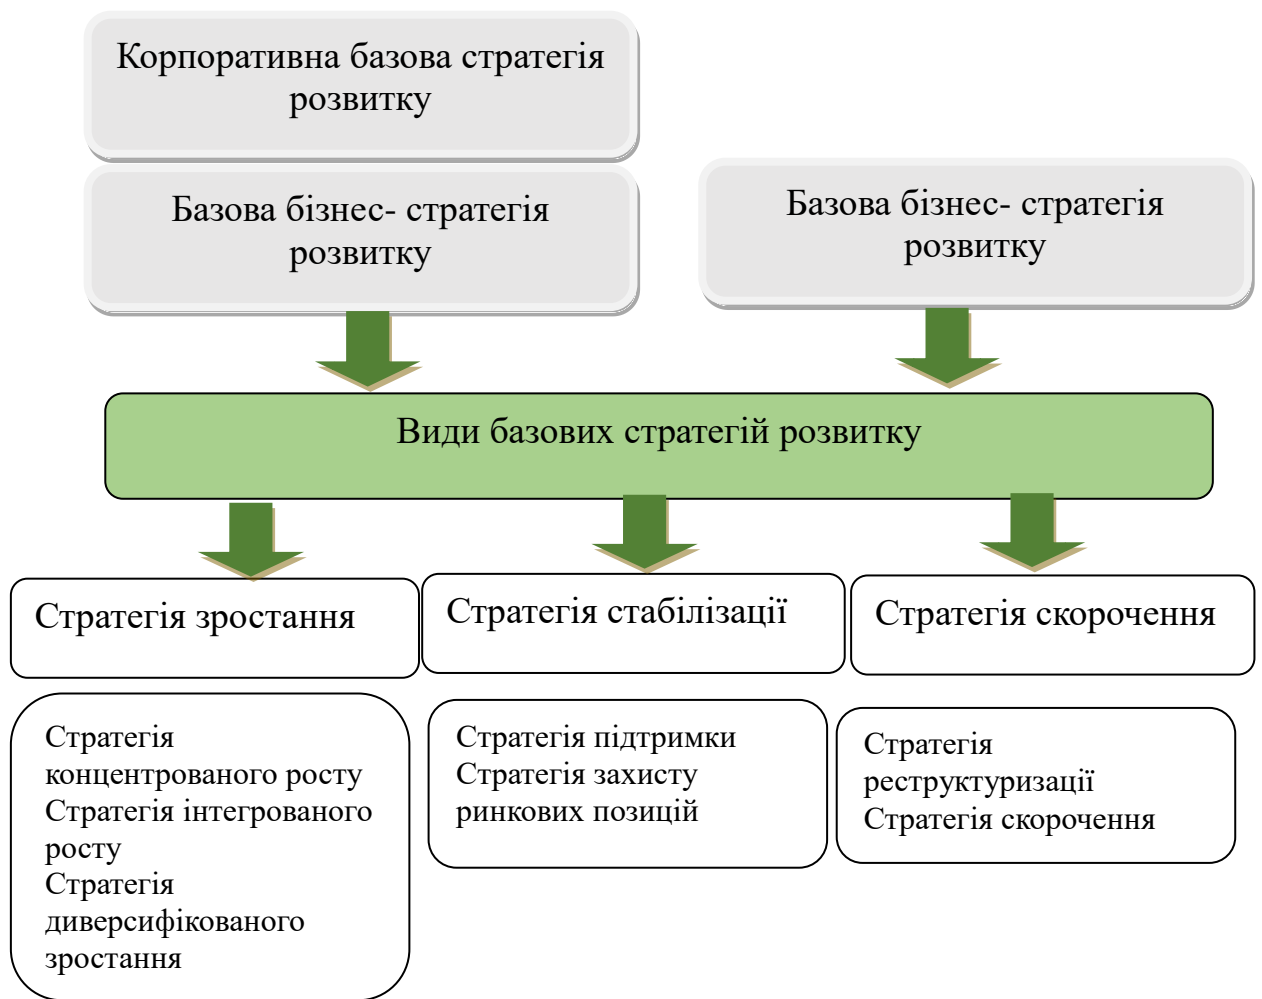 Корпоративна базова стратегія
розвитку
Базова бізнес- стратегія
розвитку
Базова бізнес- стратегія
розвитку
Види базових стратегій розвитку
Стратегія зростання
Стратегія стабілізації
Стратегія скорочення
Стратегія
концентрованого росту
Стратегія інтегрованого
росту
Стратегія
диверсифікованого
зростання
Стратегія підтримки
Стратегія захисту
ринкових позицій
Стратегія
реструктуризації
Стратегія скорочення